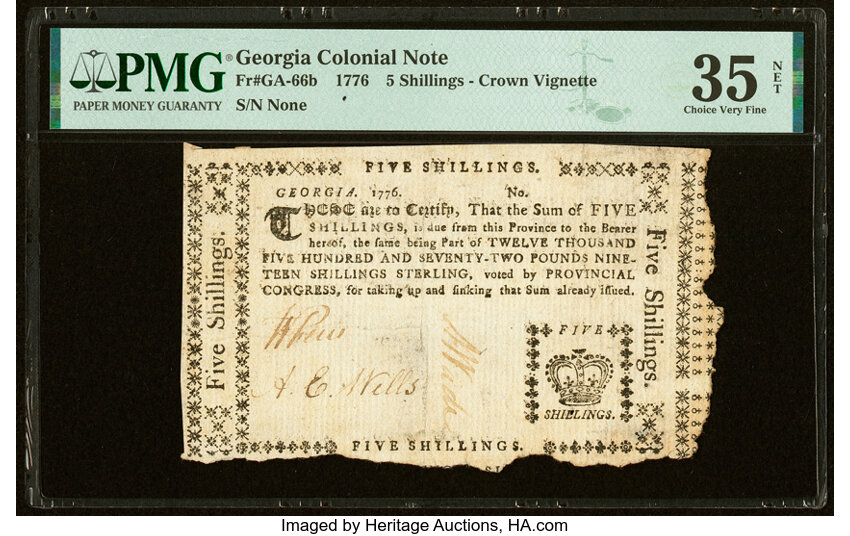 PMG®
PAPER MONEY GUARANTY
Georgia Colonial Note
Fr#GA-66b 1776 5 Shillings - Crown Vignette
S/N None
35 NET
Choice Very Fine
FIVE SHILLINGS.
GEORGIA. 1776. No.
THESE are to Certify, That the Sum of FIVE
SHILLINGS, is due from this Province to the Bearer
hereof, the same being Part of TWELVE THOUSAND
FIVE HUNDRED AND SEVENTY-TWO POUNDS NINE-
TEEN SHILLINGS STERLING, voted by PROVINCIAL
CONGRESS, for taking up and sinking that Sum already issued.
Five Shillings.
Five Shillings.
A. E. Wells
FIVE
SHILLINGS.
FIVE SHILLINGS.
Imaged by Heritage Auctions, HA.com